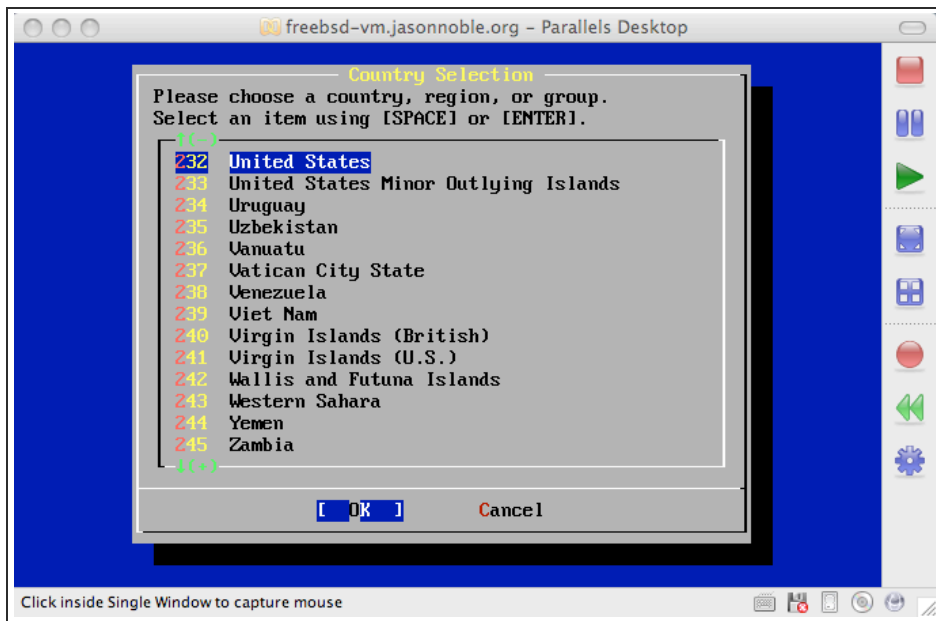 freebsd-vm.jasonnoble.org - Parallels Desktop
Country Selection
Please choose a country, region, or group.
Select an item using [SPACE] or [ENTER].
↑(-)
232 United States
233 United States Minor Outlying Islands
234 Uruguay
235 Uzbekistan
236 Vanuatu
237 Vatican City State
238 Venezuela
239 Viet Nam
240 Virgin Islands (British)
241 Virgin Islands (U.S.)
242 Wallis and Futuna Islands
243 Western Sahara
244 Yemen
245 Zambia
↓(+)
[ OK ] Cancel
Click inside Single Window to capture mouse